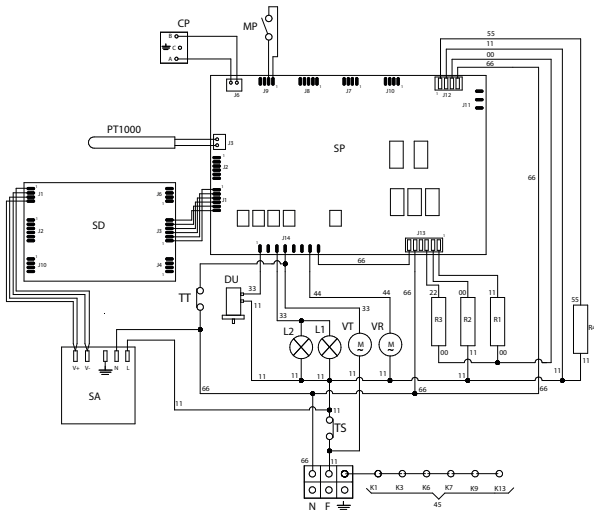 CP
MP
55
11
00
66
B
C
A
J6
J9
J8
J7
J10
J12
J11
PT1000
J3
J2
SP
J1
66
J1
J6
SD
J2
J3
J10
J4
J14
J13
66
DU
33
11
TT
44
44
33
33
66
22
00
11
55
L2
L1
VT
VR
M
~
M
~
R3
R2
R1
00
11
00
11
11
V+
V-
N
L
SA
11
11
11
11
11
11
66
66
66
11
11
TS
66
11
K1
K3
K6
K7
K9
K13
45
N
F